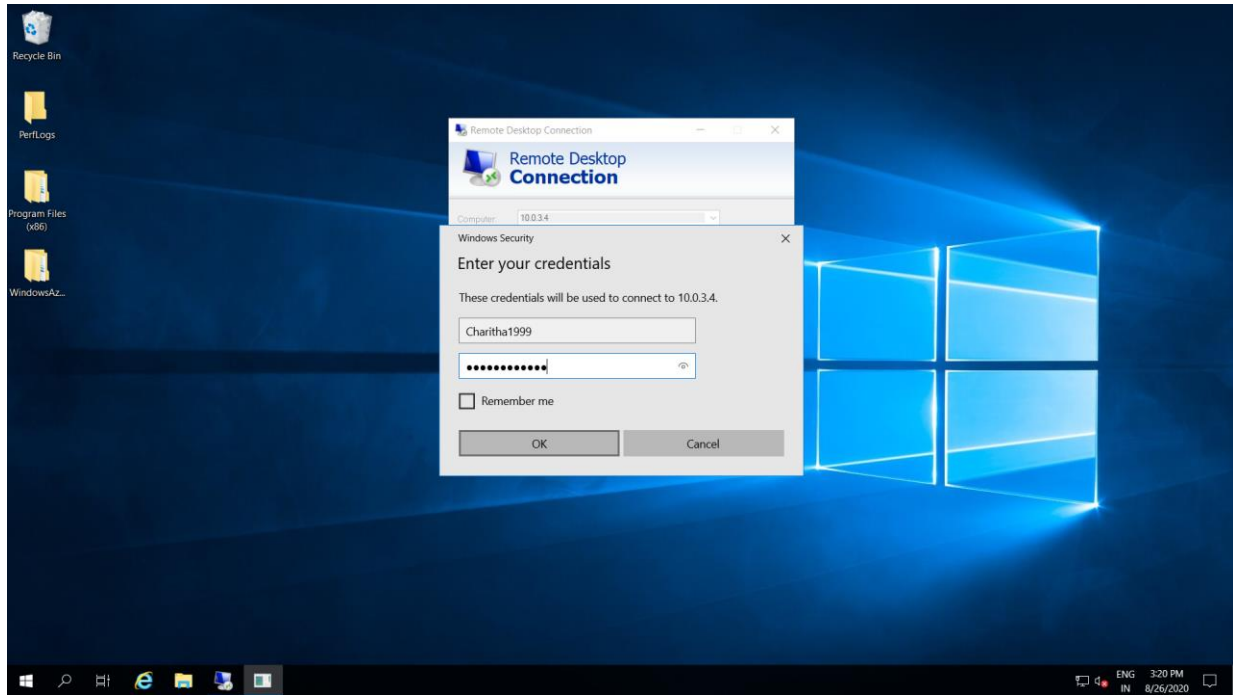 Recycle Bin
PerfLogs
Program Files
(x86)
WindowsAz...
Remote Desktop Connection
Remote Desktop
Connection
Computer: 10.0.3.4
Windows Security
Enter your credentials
These credentials will be used to connect to 10.0.3.4.
Charitha1999
••••••••••••
Remember me
OK Cancel
ENG 3:20 PM
IN 8/26/2020